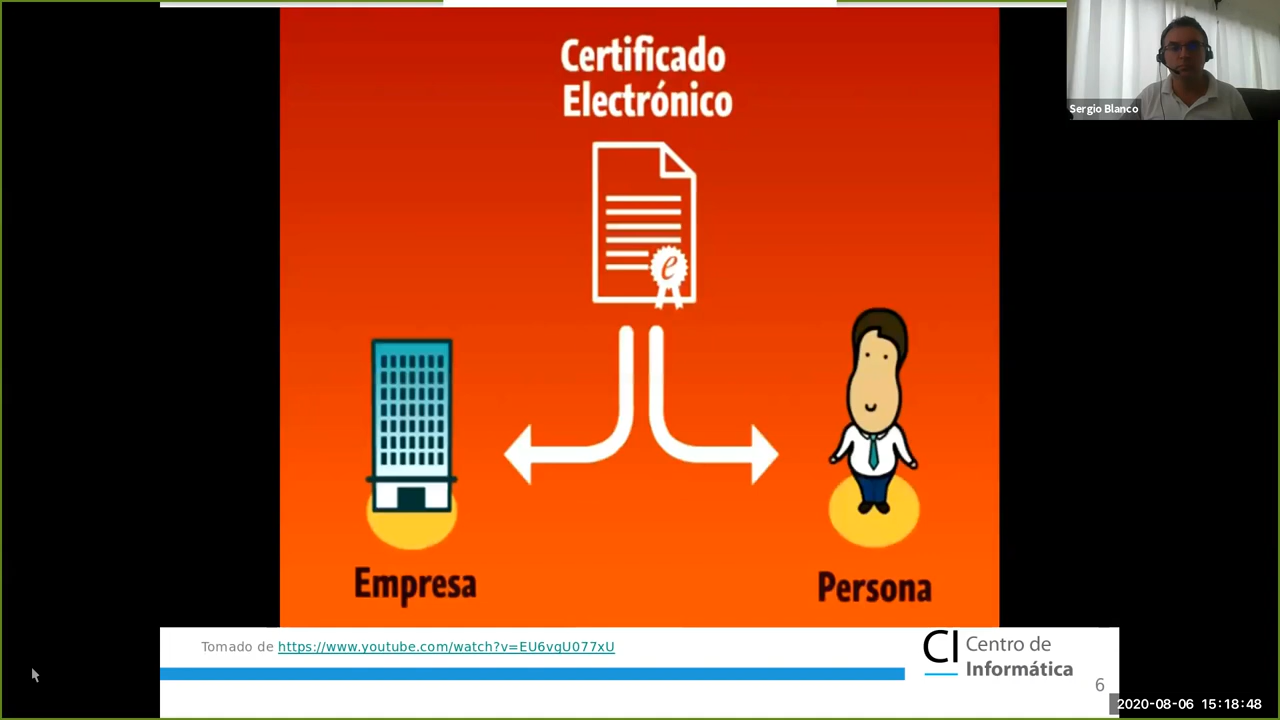 Certificado
Electrónico
e
Sergio Blanco
Empresa
Persona
Tomado de https://www.youtube.com/watch?v=EU6vgU077xU
CI Centro de
Informática
6
2020-08-06 15:18:48